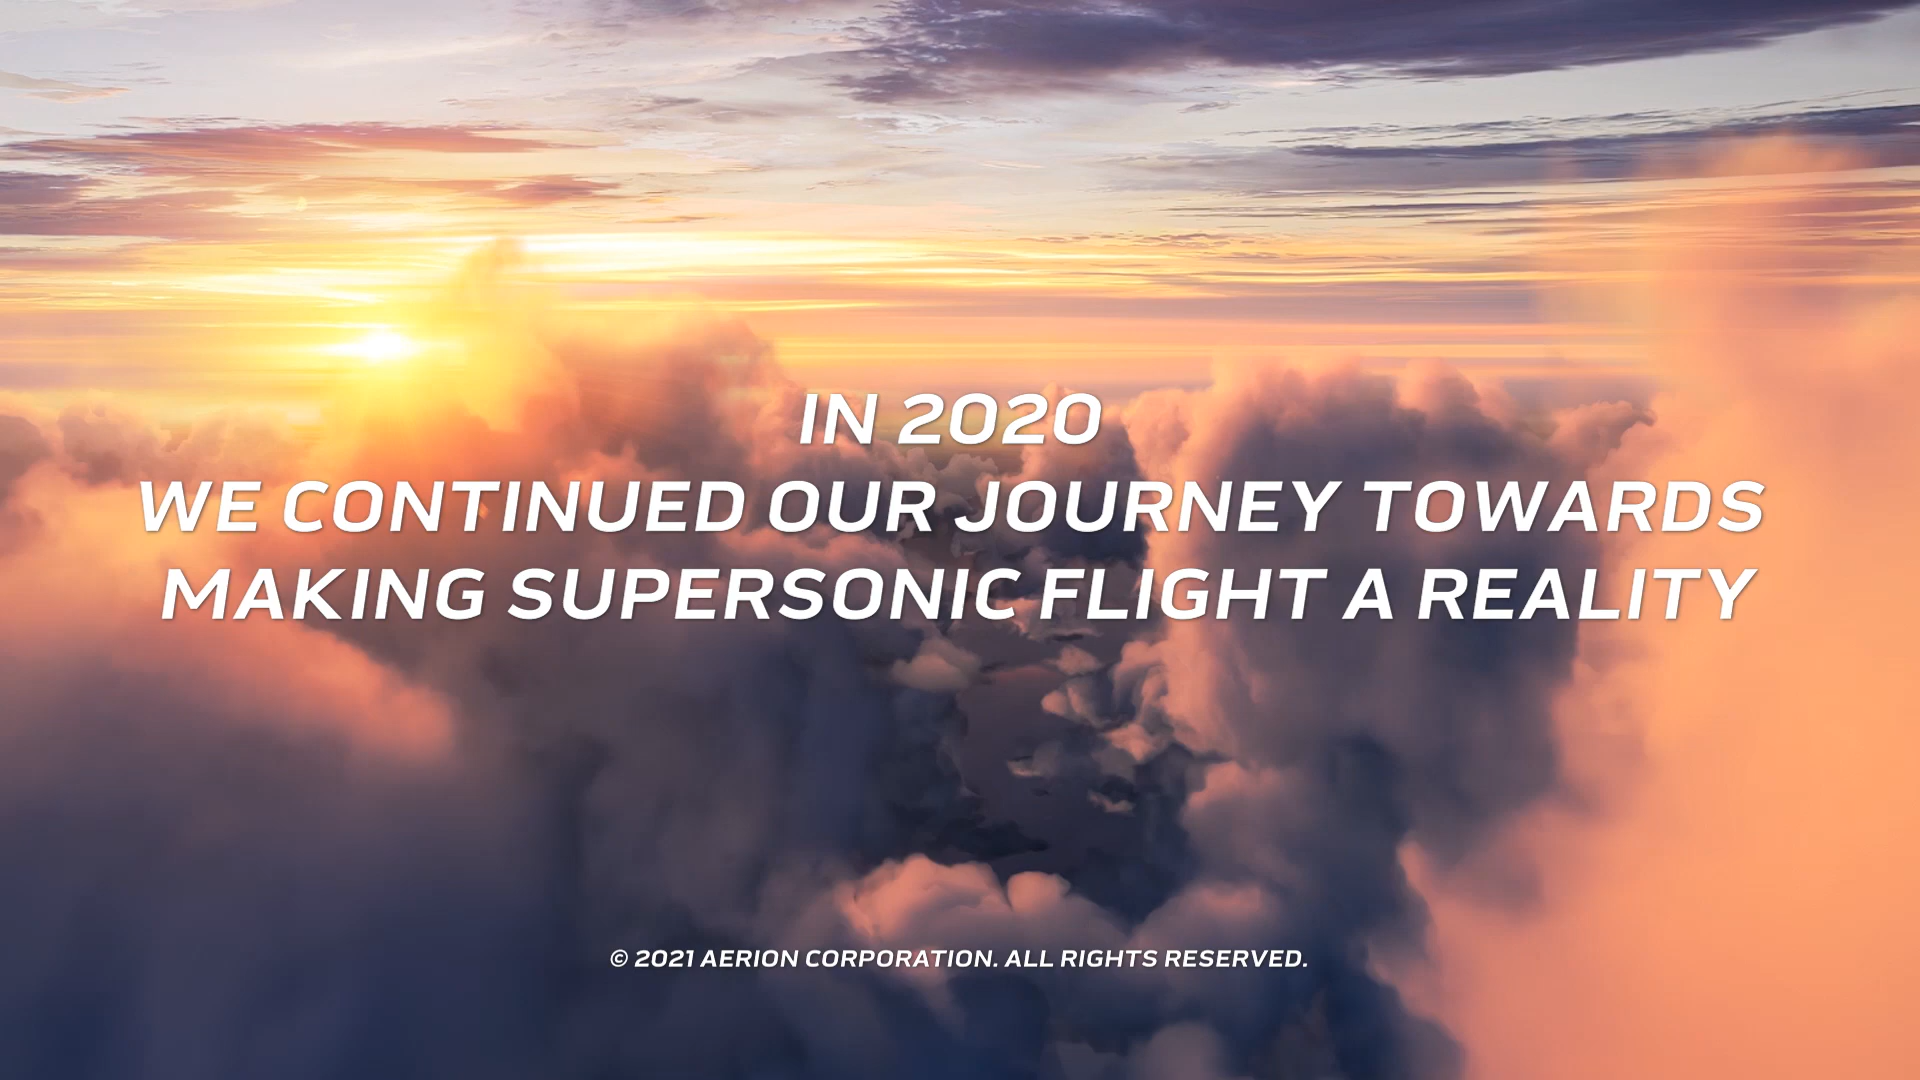 IN 2020
WE CONTINUED OUR JOURNEY TOWARDS
MAKING SUPERSONIC FLIGHT A REALITY
© 2021 AERION CORPORATION. ALL RIGHTS RESERVED.